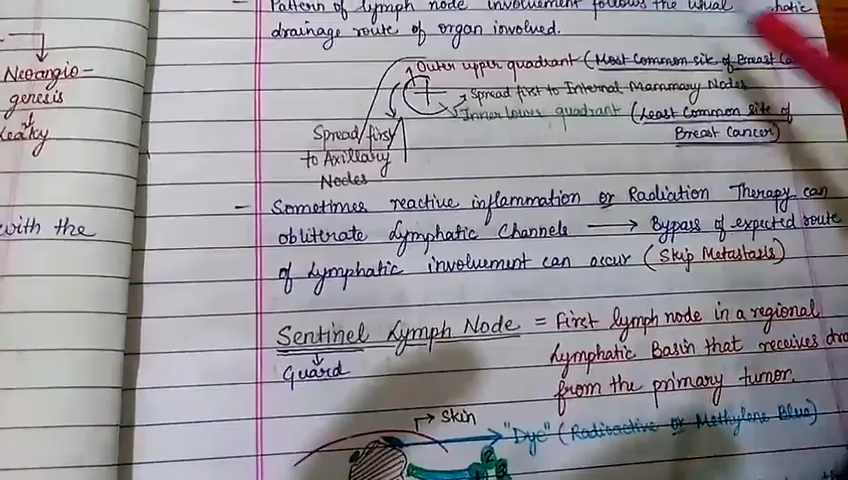 Neoangio-
genesis
Leaky
with the
- Pattern of lymph node involvement follows the usual
drainage route of organ involved.
Outer upper quadrant (Most Common site of Breast Ca
Spread first to Internal Mammary Nodes
Inner lower quadrant (Least Common site of
Breast Cancer)
Spread first
to Axillary
Nodes
- Sometimes reactive inflammation or Radiation Therapy can
obliterate Lymphatic Channels → Bypass of expected route
of Lymphatic involvement can occur (Skip Metastasis)
Sentinel Lymph Node = First lymph node in a regional
Guard
Lymphatic Basin that receives dra
from the primary tumor.
→ Skin
"Dye" (Radioactive or Methylene Blue)
2